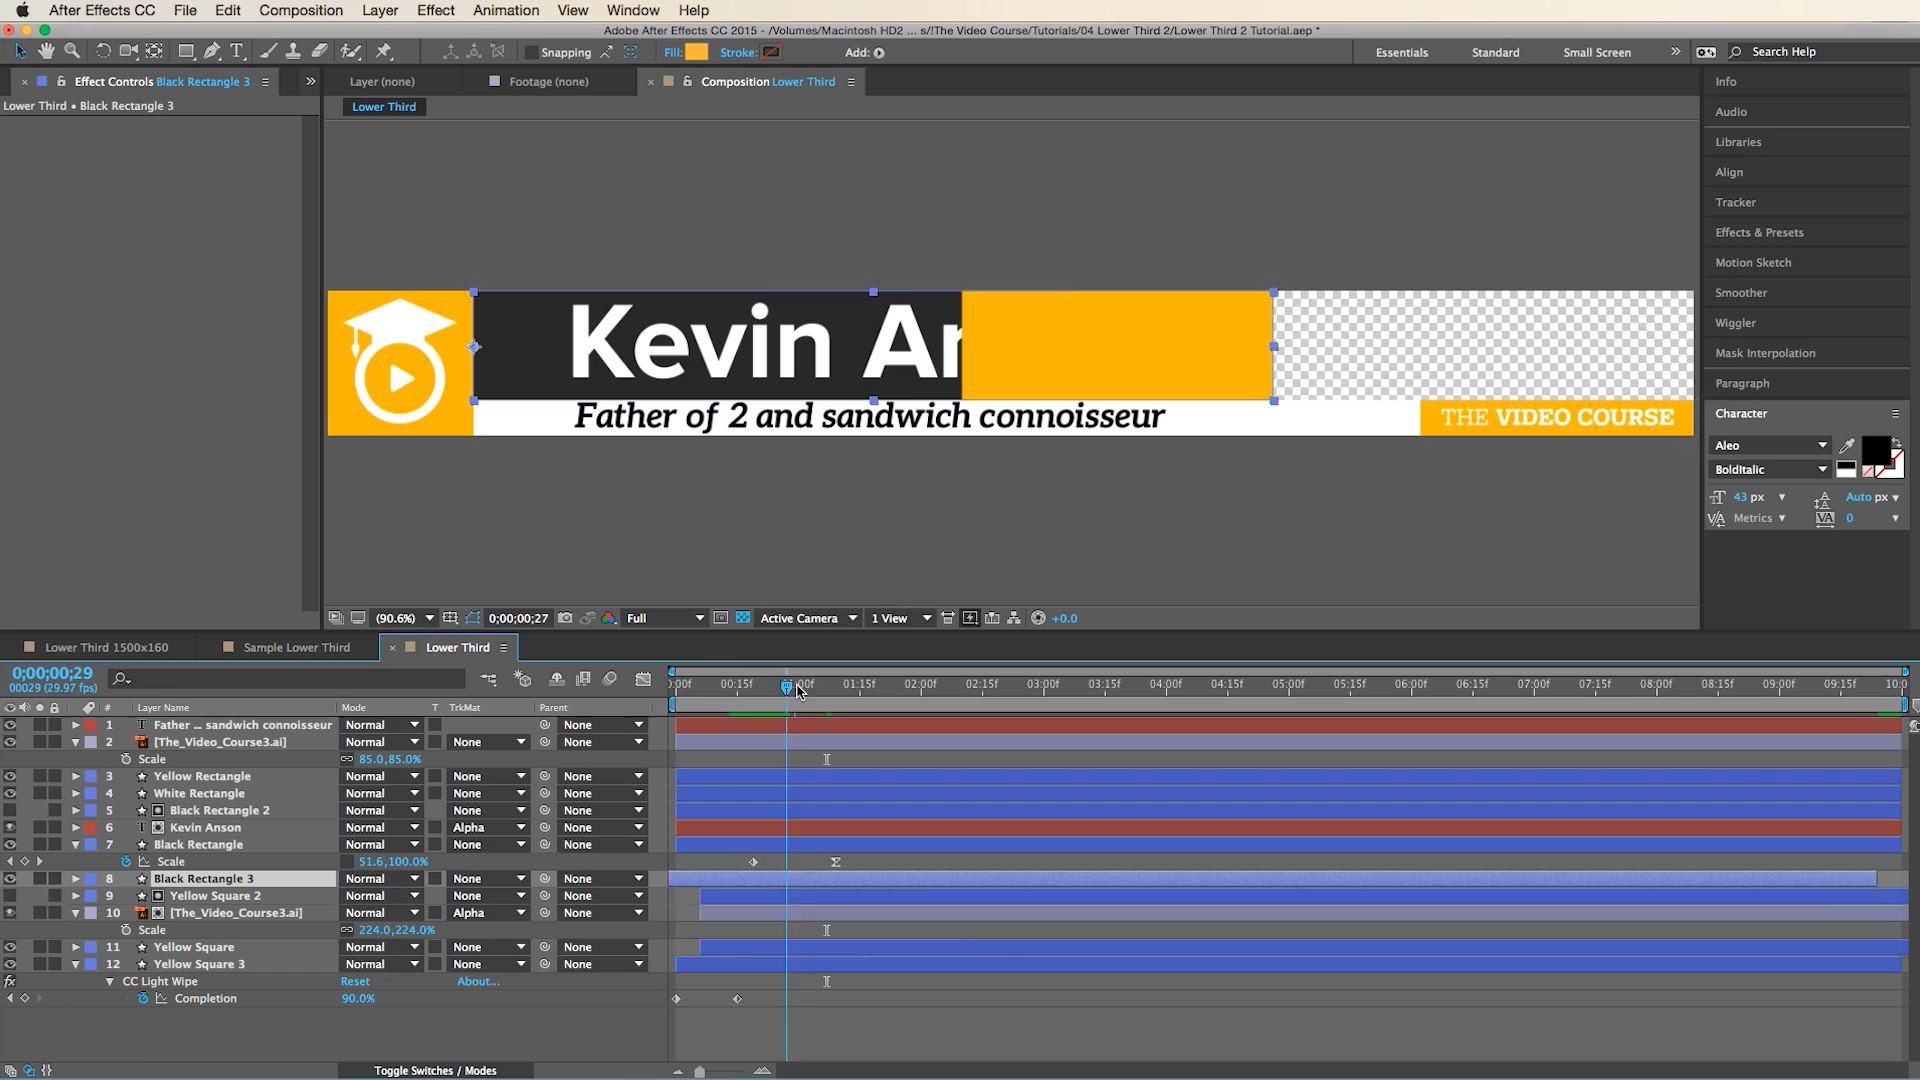 After Effects CC File Edit Composition Layer Effect Animation View Window Help
Adobe After Effects CC 2015 - /Volumes/Macintosh HD2 ... s/!The Video Course/Tutorials/04 Lower Third 2/Lower Third 2 Tutorial.aep *
Snapping Fill: Stroke: Add: Essentials Standard Small Screen » Search Help
× Effect Controls Black Rectangle 3 » Layer (none) Footage (none) × Composition Lower Third Info
Lower Third • Black Rectangle 3 Lower Third
Audio
Libraries
Align
Tracker
Effects & Presets
Motion Sketch
Smoother
Wiggler
Mask Interpolation
Paragraph
Character
Aleo
BoldItalic
43 px Auto px
Metrics 0
Kevin Ar
Father of 2 and sandwich connoisseur THE VIDEO COURSE
(90.6%) 0;00;00;27 Full Active Camera 1 View +0.0
Lower Third 1500x160 Sample Lower Third × Lower Third
0;00;00;29
00029 (29.97 fps)
:00f 00:15f 01:15f 02:00f 02:15f 03:00f 03:15f 04:00f 04:15f 05:00f 05:15f 06:00f 06:15f 07:00f 07:15f 08:00f 08:15f 09:00f 09:15f 10:0
# Layer Name Mode T TrkMat Parent
1 T Father ... sandwich connoisseur Normal None
2 [The_Video_Course3.ai] Normal None None
Scale 85.0,85.0%
3 Yellow Rectangle Normal None None
4 White Rectangle Normal None None
5 Black Rectangle 2 Normal None None
6 T Kevin Anson Normal Alpha None
7 Black Rectangle Normal None None
Scale 51.6,100.0%
8 Black Rectangle 3 Normal None None
9 Yellow Square 2 Normal None None
10 [The_Video_Course3.ai] Normal Alpha None
Scale 224.0,224.0%
11 Yellow Square Normal None None
12 Yellow Square 3 Normal None None
fx CC Light Wipe Reset About...
Completion 90.0%
Toggle Switches / Modes